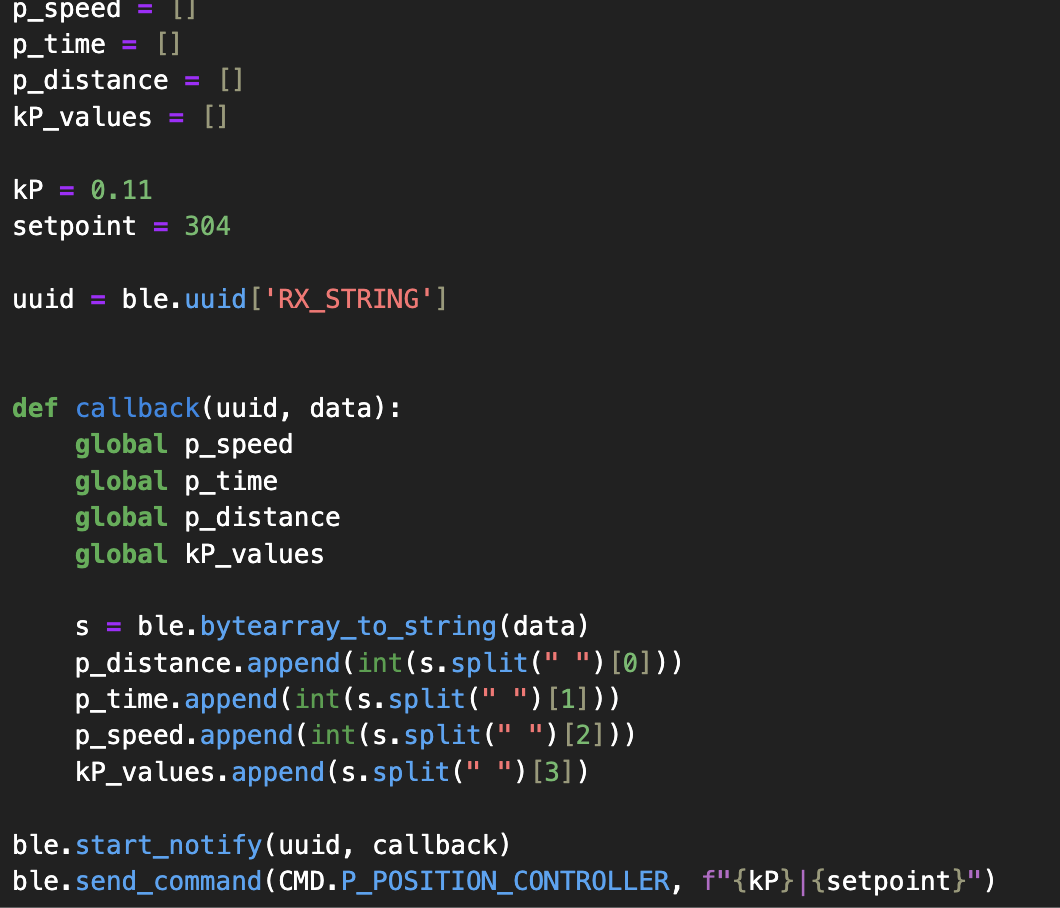 p_speed = []
p_time = []
p_distance = []
kP_values = []
kP = 0.11
setpoint = 304
uuid = ble.uuid['RX_STRING']
def callback(uuid, data):
    global p_speed
    global p_time
    global p_distance
    global kP_values
    s = ble.bytearray_to_string(data)
    p_distance.append(int(s.split(" ")[0]))
    p_time.append(int(s.split(" ")[1]))
    p_speed.append(int(s.split(" ")[2]))
    kP_values.append(s.split(" ")[3])
ble.start_notify(uuid, callback)
ble.send_command(CMD.P_POSITION_CONTROLLER, f"{kP}|{setpoint}")